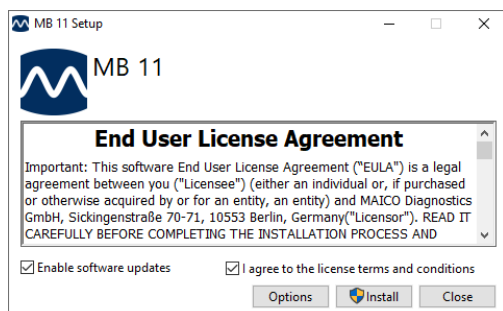 MB 11 Setup
MB 11
End User License Agreement
Important: This software End User License Agreement ("EULA") is a legal
agreement between you ("Licensee") (either an individual or, if purchased
or otherwise acquired by or for an entity, an entity) and MAICO Diagnostics
GmbH, Sickingenstraße 70-71, 10553 Berlin, Germany("Licensor"). READ IT
CAREFULLY BEFORE COMPLETING THE INSTALLATION PROCESS AND
Enable software updates
I agree to the license terms and conditions
Options
Install
Close